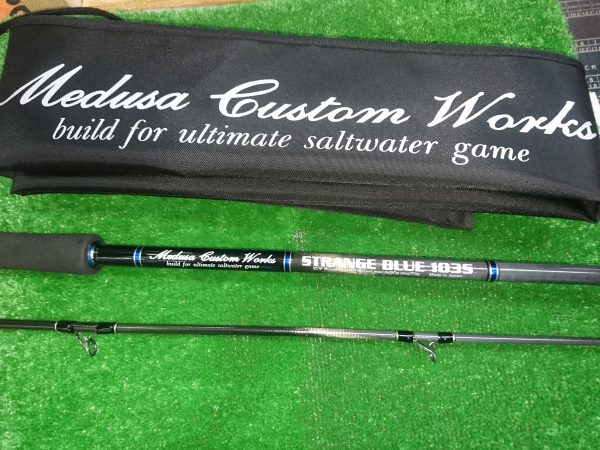 Medusa Custom Works
build for ultimate saltwater game
Medusa Custom Works
build for ultimate saltwater game
STRANGE BLUE 103S
Made in Japan